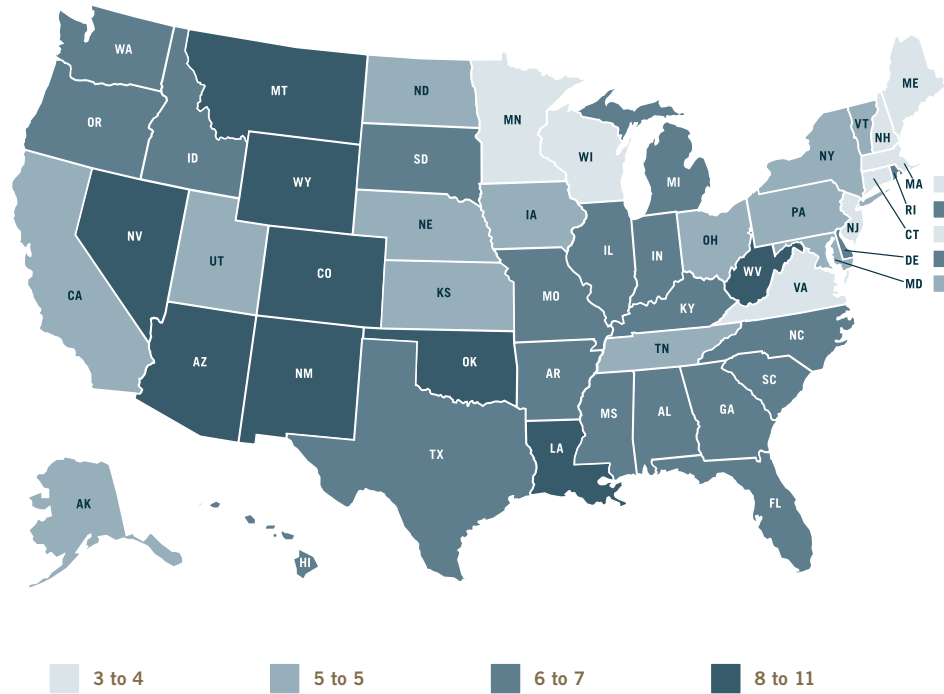 WA
MT
ND
MN
ME
OR
ID
WY
SD
WI
MI
VT
NH
NY
MA
RI
CT
DE
MD
NV
UT
CO
NE
IA
IL
IN
OH
PA
NJ
WV
VA
CA
AZ
NM
KS
OK
MO
AR
KY
TN
NC
SC
MS
AL
GA
TX
LA
FL
AK
HI
3 to 4
5 to 5
6 to 7
8 to 11